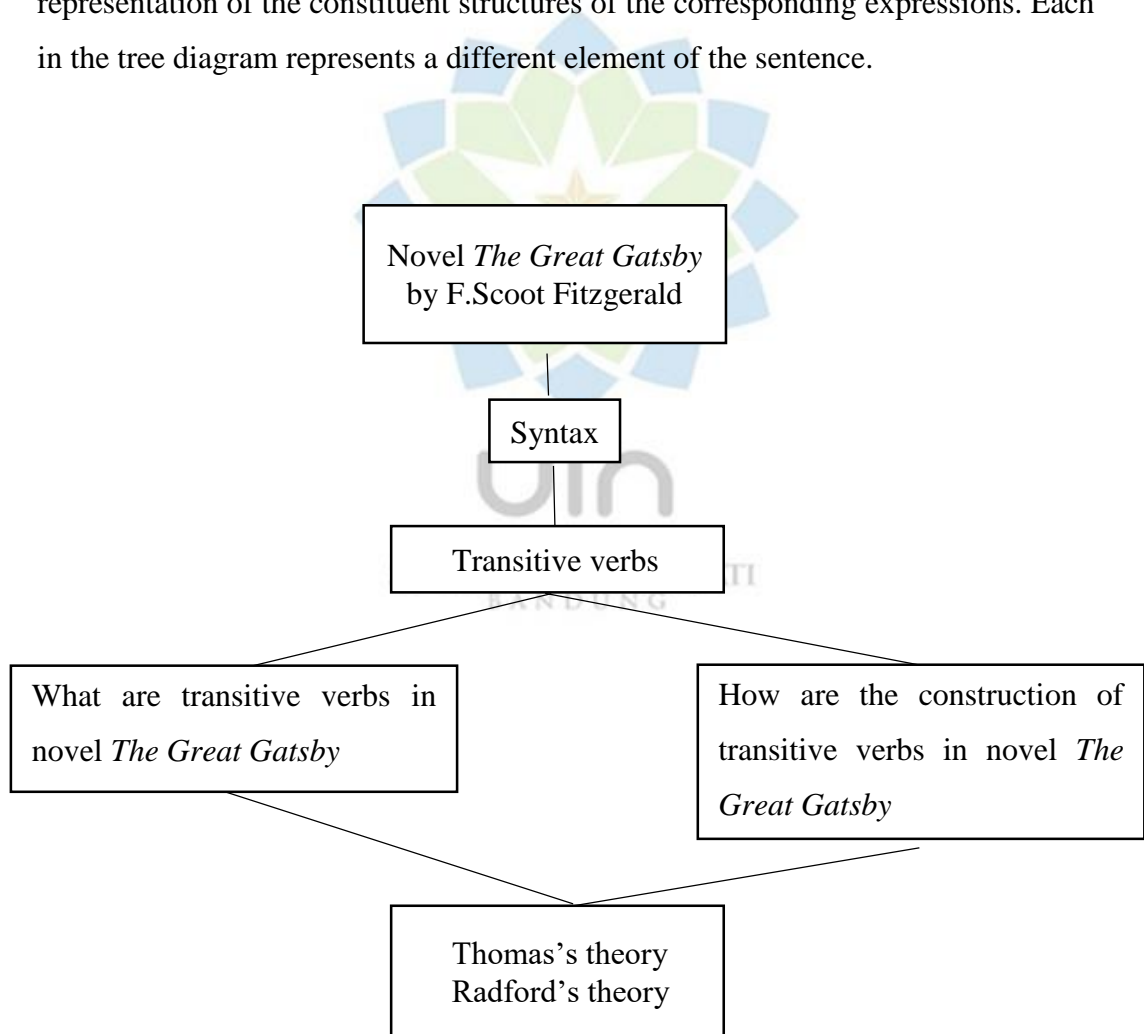 representation of the constituent structures of the corresponding expressions. Each
in the tree diagram represents a different element of the sentence.
Novel The Great Gatsby
by F.Scoot Fitzgerald
Syntax
uin
Transitive verbs
BANDUNG
What are transitive verbs in
novel The Great Gatsby
How are the construction of
transitive verbs in novel The
Great Gatsby
Thomas's theory
Radford's theory